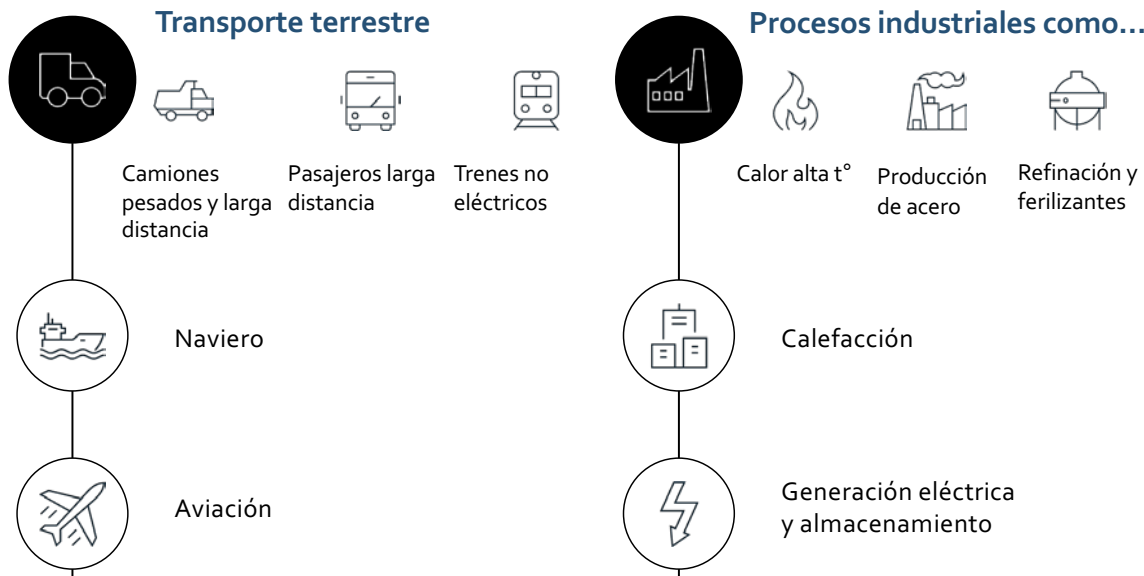 Transporte terrestre
Camiones
pesados y larga
distancia
Pasajeros larga
distancia
Trenes no
eléctricos
Naviero
Aviación
Procesos industriales como...
Calor alta t°
Producción
de acero
Refinación y
ferilizantes
Calefacción
Generación eléctrica
y almacenamiento